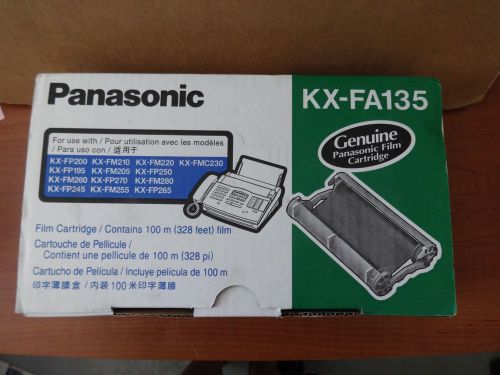 Panasonic
KX-FA135
For use with / Pour utilisation avec les modèles
/ Para uso con / 适用于
KX-FP200 KX-FM210 KX-FM220 KX-FMC230
KX-FP195 KX-FM205 KX-FP250
KX-FM260 KX-FP270 KX-FM280
KX-FP245 KX-FM255 KX-FP265
Genuine
Panasonic Film
Cartridge
Film Cartridge / Contains 100 m (328 feet) film
Cartouche de Pellicule /
Contient une pellicule de 100 m (328 pi)
Cartucho de Película / Incluye película de 100 m
印字薄膜盒 / 内装 100 米印字薄膜